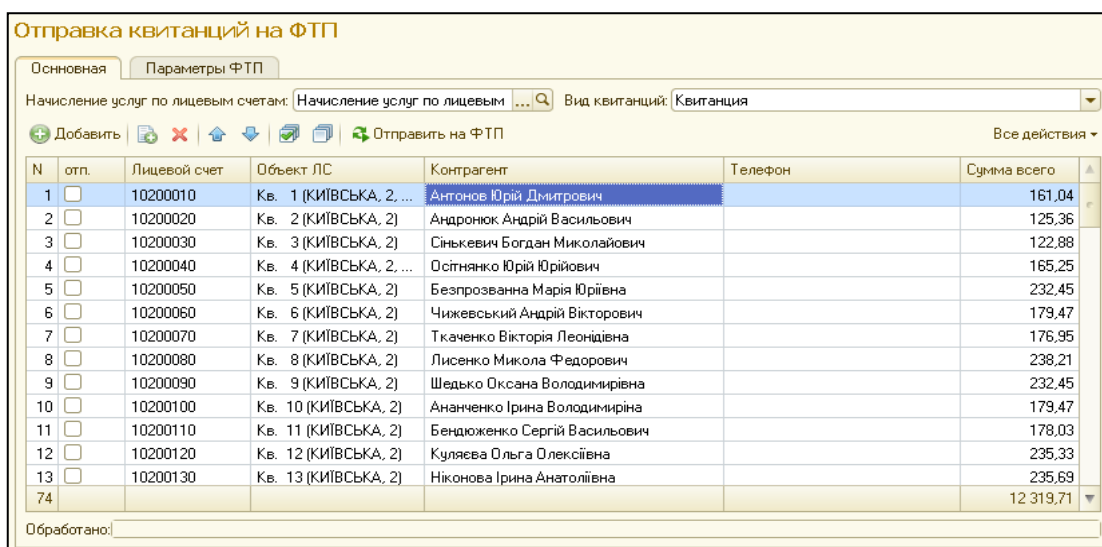 Отправка квитанций на ФТП
Оснновная Параметры ФТП
Начисление услуг по лицевым счетам: Начисление услуг по лицевым ... Вид квитанций: Квитанция
Добавить Отправить на ФТП Все действия
N отп. Лицевой счет Объект ЛС Контрагент Телефон Сумма всего
1 10200010 Кв. 1 (КИЇВСЬКА, 2, ... Антонов Юрій Дмитрович 161,04
2 10200020 Кв. 2 (КИЇВСЬКА, 2) Андронюк Андрій Васильович 125,36
3 10200030 Кв. 3 (КИЇВСЬКА, 2) Сінькевич Богдан Миколайович 122,88
4 10200040 Кв. 4 (КИЇВСЬКА, 2, ... Осітнянко Юрій Юрійович 165,25
5 10200050 Кв. 5 (КИЇВСЬКА, 2) Безпрозванна Марія Юріївна 232,45
6 10200060 Кв. 6 (КИЇВСЬКА, 2) Чижевський Андрій Вікторович 179,47
7 10200070 Кв. 7 (КИЇВСЬКА, 2) Ткаченко Вікторія Леонідівна 176,95
8 10200080 Кв. 8 (КИЇВСЬКА, 2) Лисенко Микола Федорович 238,21
9 10200090 Кв. 9 (КИЇВСЬКА, 2) Шедько Оксана Володимирівна 232,45
10 10200100 Кв. 10 (КИЇВСЬКА, 2) Ананченко Ірина Володимиріна 179,47
11 10200110 Кв. 11 (КИЇВСЬКА, 2) Бендюженко Сергій Васильович 178,03
12 10200120 Кв. 12 (КИЇВСЬКА, 2) Куляєва Ольга Олексіївна 235,33
13 10200130 Кв. 13 (КИЇВСЬКА, 2) Ніконова Ірина Анатоліївна 235,69
74 12 319,71
Обработано: